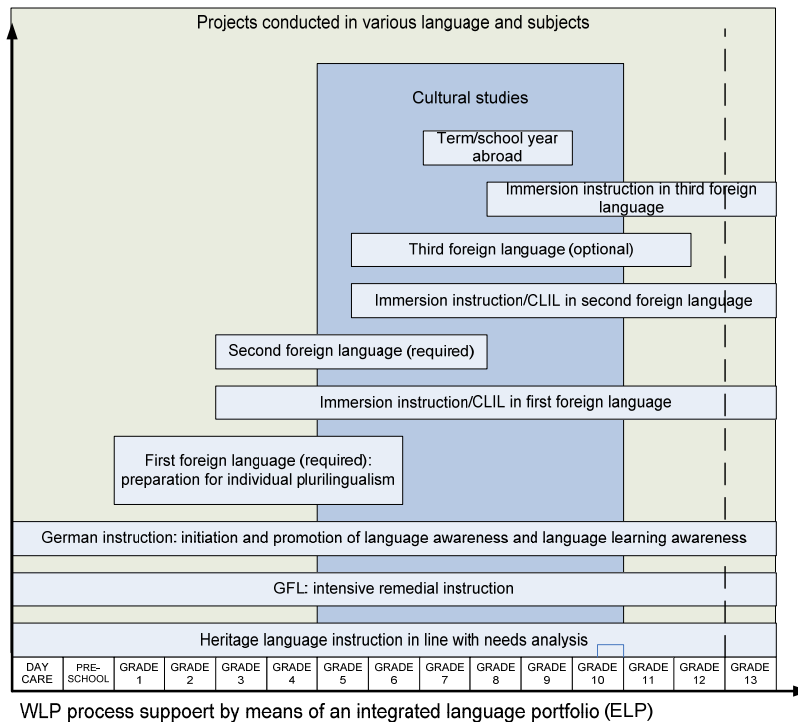 Projects conducted in various language and subjects
Cultural studies
Term/school year
abroad
Immersion instruction in third foreign
language
Third foreign language (optional)
Immersion instruction/CLIL in second foreign language
Second foreign language (required)
Immersion instruction/CLIL in first foreign language
First foreign language (required):
preparation for individual plurilingualism
German instruction: initiation and promotion of language awareness and language learning awareness
GFL: intensive remedial instruction
Heritage language instruction in line with needs analysis
DAY
CARE
PRE-
SCHOOL
GRADE
1
GRADE
2
GRADE
3
GRADE
4
GRADE
5
GRADE
6
GRADE
7
GRADE
8
GRADE
9
GRADE
10
GRADE
11
GRADE
12
GRADE
13
WLP process suppoert by means of an integrated language portfolio (ELP)